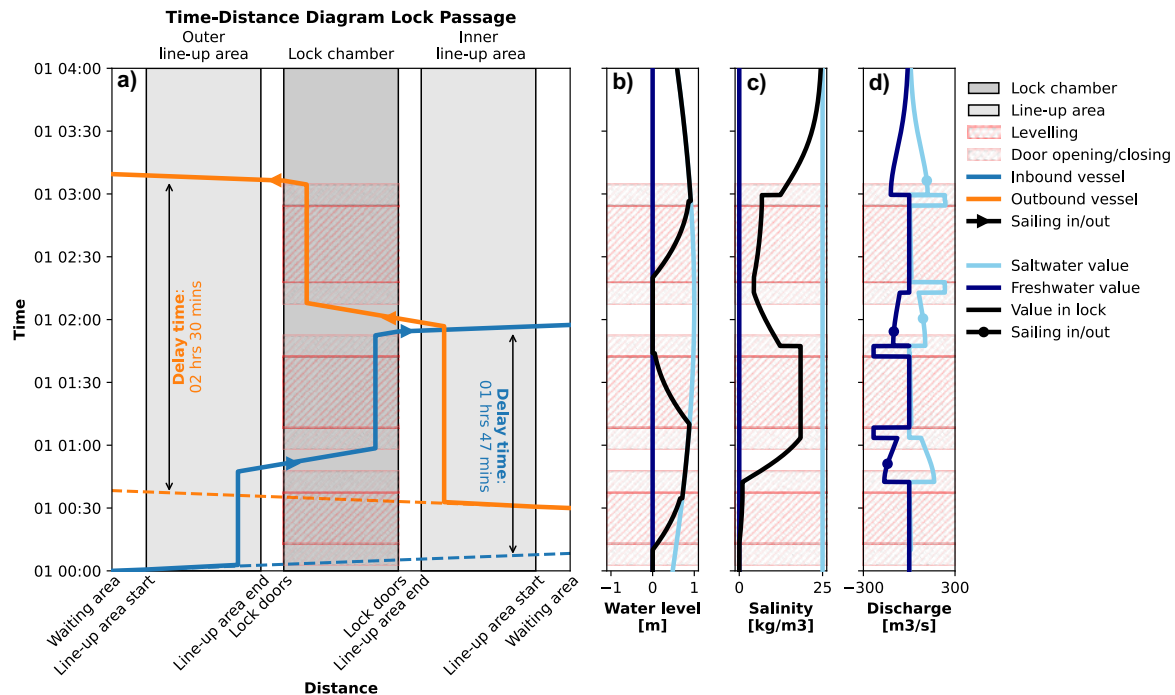 Time-Distance Diagram Lock Passage
Outer
line-up area
Lock chamber
Inner
line-up area
a)
b)
c)
d)
01 04:00
01 03:30
01 03:00
01 02:30
01 02:00
01 01:30
01 01:00
01 00:30
01 00:00
Time
Delay time:
02 hrs 30 mins
Delay time:
01 hrs 47 mins
Waiting area
Line-up area start
Line-up area end
Lock doors
Lock doors
Line-up area end
Line-up area start
Waiting area
Distance
−1 0 1
Water level
[m]
0 25
Salinity
[kg/m3]
−300 300
Discharge
[m3/s]
Lock chamber
Line-up area
Levelling
Door opening/closing
Inbound vessel
Outbound vessel
Sailing in/out
Saltwater value
Freshwater value
Value in lock
Sailing in/out